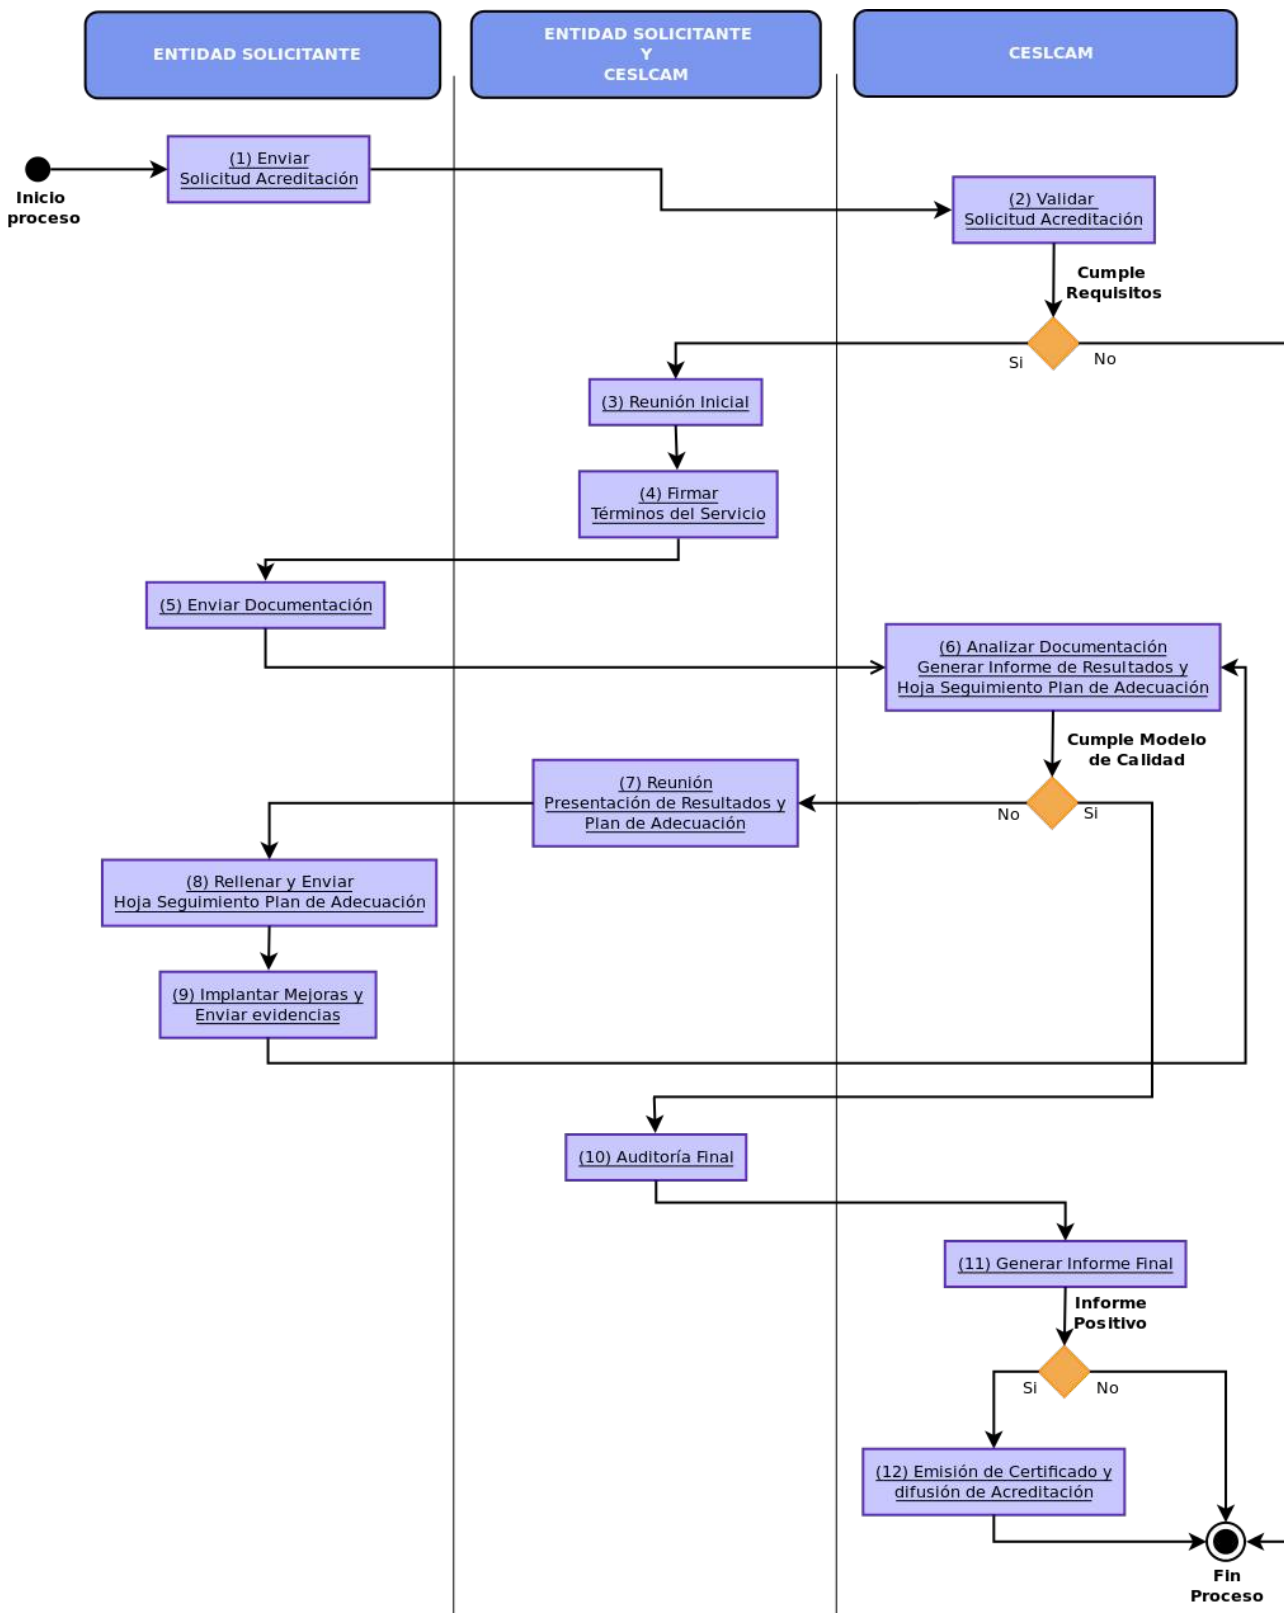 ENTIDAD SOLICITANTE
ENTIDAD SOLICITANTE
Y
CESLCAM
CESLCAM
Inicio
proceso
(1) Enviar
Solicitud Acreditación
(2) Validar
Solicitud Acreditación
Cumple
Requisitos
Si
No
(3) Reunión Inicial
(4) Firmar
Términos del Servicio
(5) Enviar Documentación
(6) Analizar Documentación
Generar Informe de Resultados y
Hoja Seguimiento Plan de Adecuación
Cumple Modelo
de Calidad
No
Si
(7) Reunión
Presentación de Resultados y
Plan de Adecuación
(8) Rellenar y Enviar
Hoja Seguimiento Plan de Adecuación
(9) Implantar Mejoras y
Enviar evidencias
(10) Auditoría Final
(11) Generar Informe Final
Informe
Positivo
Si
No
(12) Emisión de Certificado y
difusión de Acreditación
Fin
Proceso